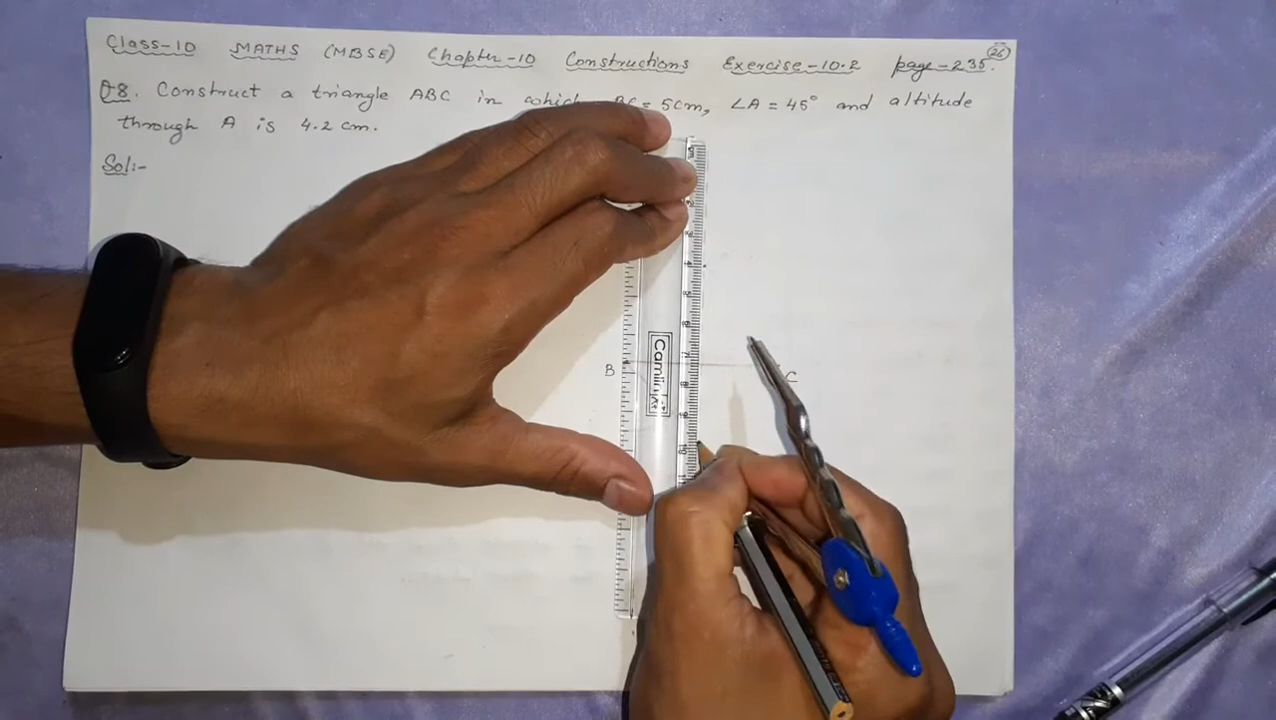 Class-10 MATHS (MBSE) Chapter-10 Constructions Exercise-10.2 page-235. 26
Q8. Construct a triangle ABC in which BC = 5cm, ∠A = 45° and altitude
through A is 4.2 cm.
Sol:-
Camlin
B C